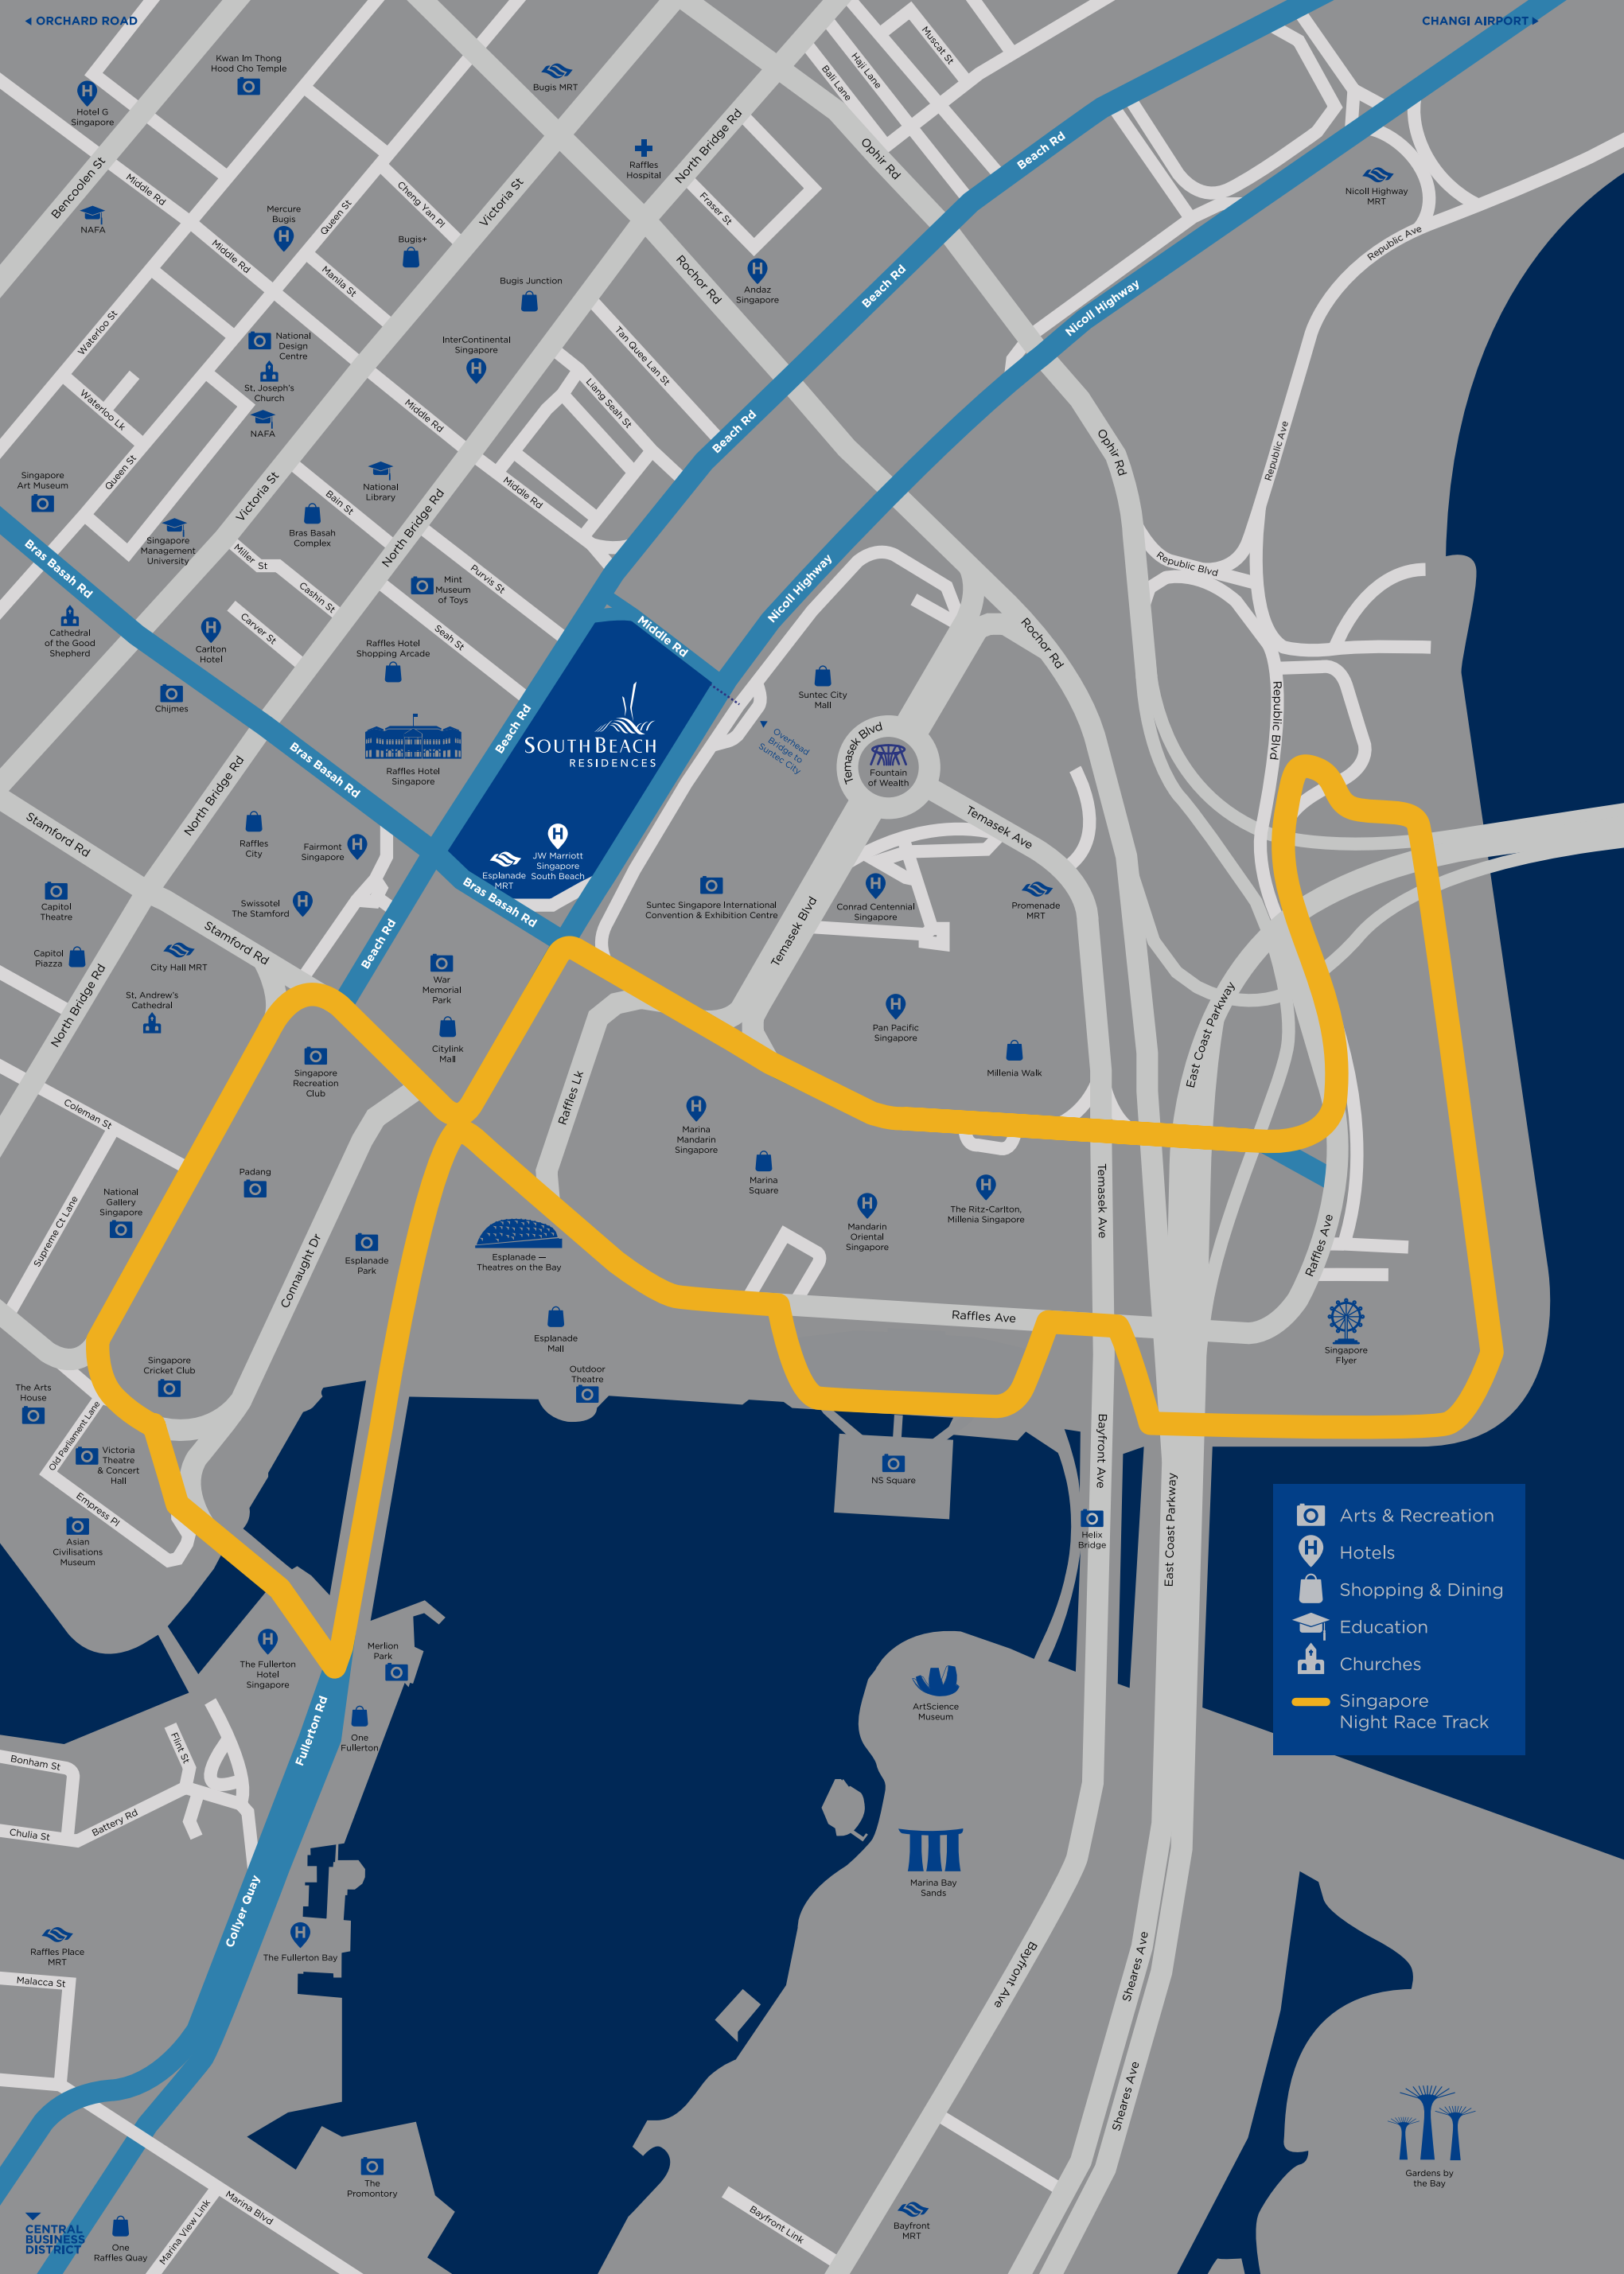 ORCHARD ROAD
CHANGI AIRPORT
Kwan Im Thong
Hood Cho Temple
Bugis MRT
Muscat St
Haji Lane
Bali Lane
Hotel G
Singapore
Bencoolen St
Middle Rd
NAFA
Mercure
Bugis
Queen St
Cheng Yan Pl
Victoria St
Bugis+
Raffles
Hospital
North Bridge Rd
Fraser St
Ophir Rd
Beach Rd
Nicoll Highway
MRT
Republic Ave
Middle Rd
Manila St
Bugis Junction
Rochor Rd
Andaz
Singapore
Beach Rd
Nicoll Highway
Waterloo St
National
Design
Centre
InterContinental
Singapore
Tan Quee Lan St
St. Joseph's
Church
Waterloo Lk
NAFA
Middle Rd
Liang Seah St
Beach Rd
Ophir Rd
Republic Ave
Queen St
Singapore
Art Museum
Victoria St
National
Library
Bain St
Middle Rd
Bras Basah
Complex
North Bridge Rd
Singapore
Management
University
Bras Basah Rd
Miller St
Cashin St
Mint
Museum
of Toys
Purvis St
Nicoll Highway
Republic Blvd
Cathedral
of the Good
Shepherd
Carlton
Hotel
Carver St
Raffles Hotel
Shopping Arcade
Seah St
Middle Rd
Rochor Rd
Chijmes
Suntec City
Mall
Republic Blvd
Beach Rd
SOUTHBEACH
RESIDENCES
Overhead
Bridge to
Suntec City
Temasek Blvd
Fountain
of Wealth
Raffles Hotel
Singapore
Bras Basah Rd
North Bridge Rd
Stamford Rd
Raffles
City
Fairmont
Singapore
Temasek Ave
JW Marriott
Singapore
South Beach
Esplanade
MRT
Bras Basah Rd
Capitol
Theatre
Swissotel
The Stamford
Suntec Singapore International
Convention & Exhibition Centre
Conrad Centennial
Singapore
Promenade
MRT
Temasek Blvd
Stamford Rd
Beach Rd
Capitol
Piazza
City Hall MRT
War
Memorial
Park
St. Andrew's
Cathedral
North Bridge Rd
Citylink
Mall
Pan Pacific
Singapore
Millenia Walk
East Coast Parkway
Singapore
Recreation
Club
Raffles Lk
Coleman St
Marina
Mandarin
Singapore
Marina
Square
Padang
National
Gallery
Singapore
Supreme Ct Lane
Connaught Dr
Esplanade
Park
Esplanade —
Theatres on the Bay
Mandarin
Oriental
Singapore
The Ritz-Carlton,
Millenia Singapore
Temasek Ave
Raffles Ave
Raffles Ave
Singapore
Flyer
Esplanade
Mall
Outdoor
Theatre
Singapore
Cricket Club
The Arts
House
Old Parliament Lane
Victoria
Theatre
& Concert
Hall
Empress Pl
Asian
Civilisations
Museum
NS Square
Bayfront Ave
Helix
Bridge
East Coast Parkway
Arts & Recreation
Hotels
Shopping & Dining
Education
Churches
Singapore
Night Race Track
The Fullerton
Hotel
Singapore
Merlion
Park
Fullerton Rd
One
Fullerton
ArtScience
Museum
Flint St
Bonham St
Battery Rd
Chulia St
Marina Bay
Sands
Collyer Quay
Raffles Place
MRT
The Fullerton Bay
Malacca St
Bayfront Ave
Sheares Ave
Sheares Ave
Gardens by
the Bay
The
Promontory
Marina Blvd
Marina View Link
CENTRAL
BUSINESS
DISTRICT
One
Raffles Quay
Bayfront Link
Bayfront
MRT